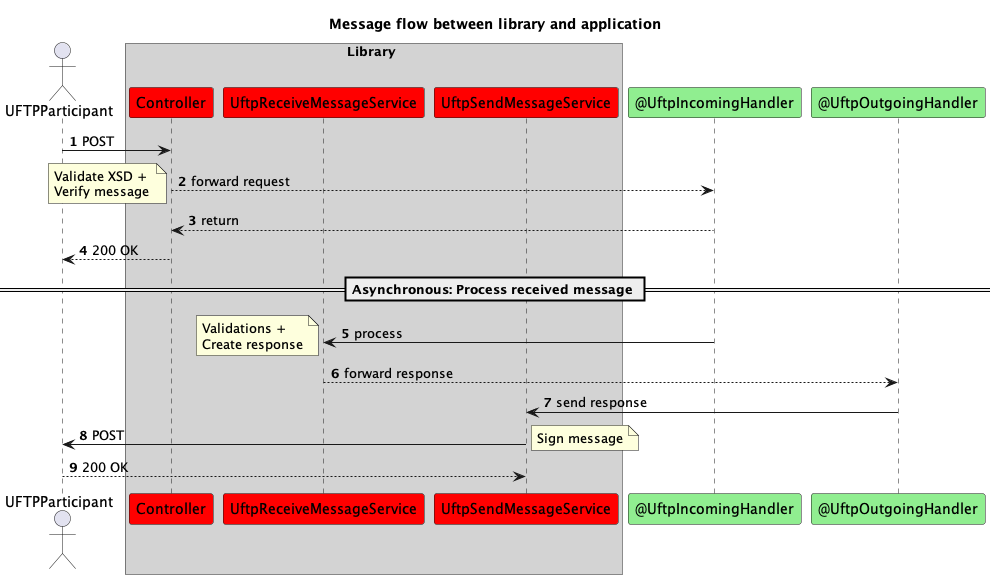 Message flow between library and application
Library
UFTPParticipant
Controller
UftpReceiveMessageService
UftpSendMessageService
@UftpIncomingHandler
@UftpOutgoingHandler
1 POST
Validate XSD +
Verify message
2 forward request
3 return
4 200 OK
Asynchronous: Process received message
Validations +
Create response
5 process
6 forward response
7 send response
8 POST
Sign message
9 200 OK
UFTPParticipant
Controller
UftpReceiveMessageService
UftpSendMessageService
@UftpIncomingHandler
@UftpOutgoingHandler